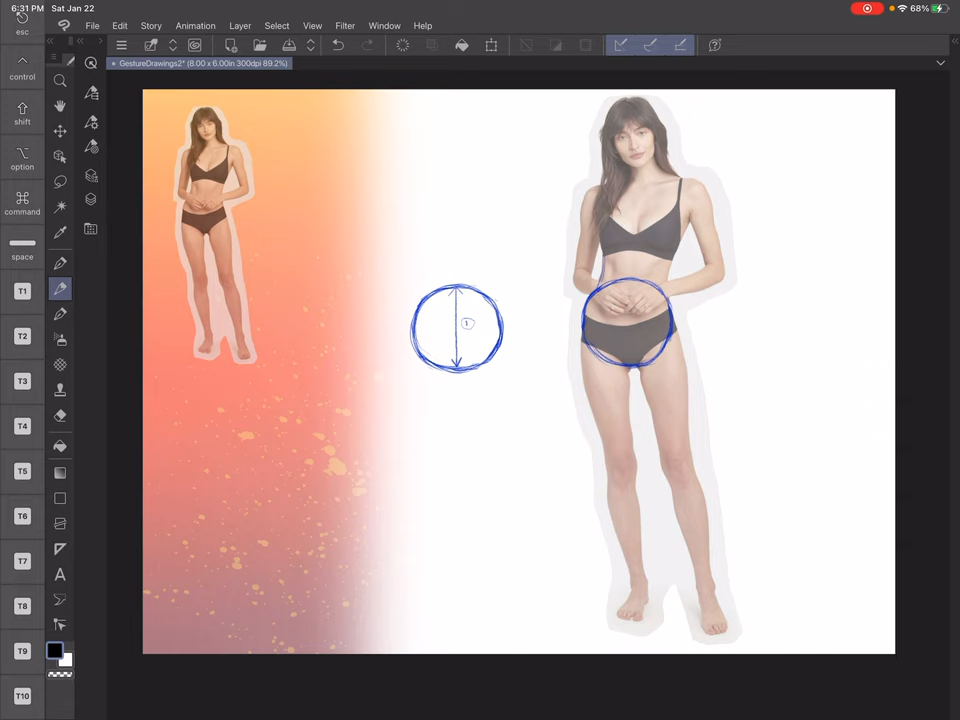 6:31 PM Sat Jan 22
68%
esc
File Edit Story Animation Layer Select View Filter Window Help
control
GestureDrawings2* (8.00 x 6.00in 300dpi 89.2%)
shift
option
command
space
T1
1
T2
T3
T4
T5
T6
T7
A
T8
T9
T10